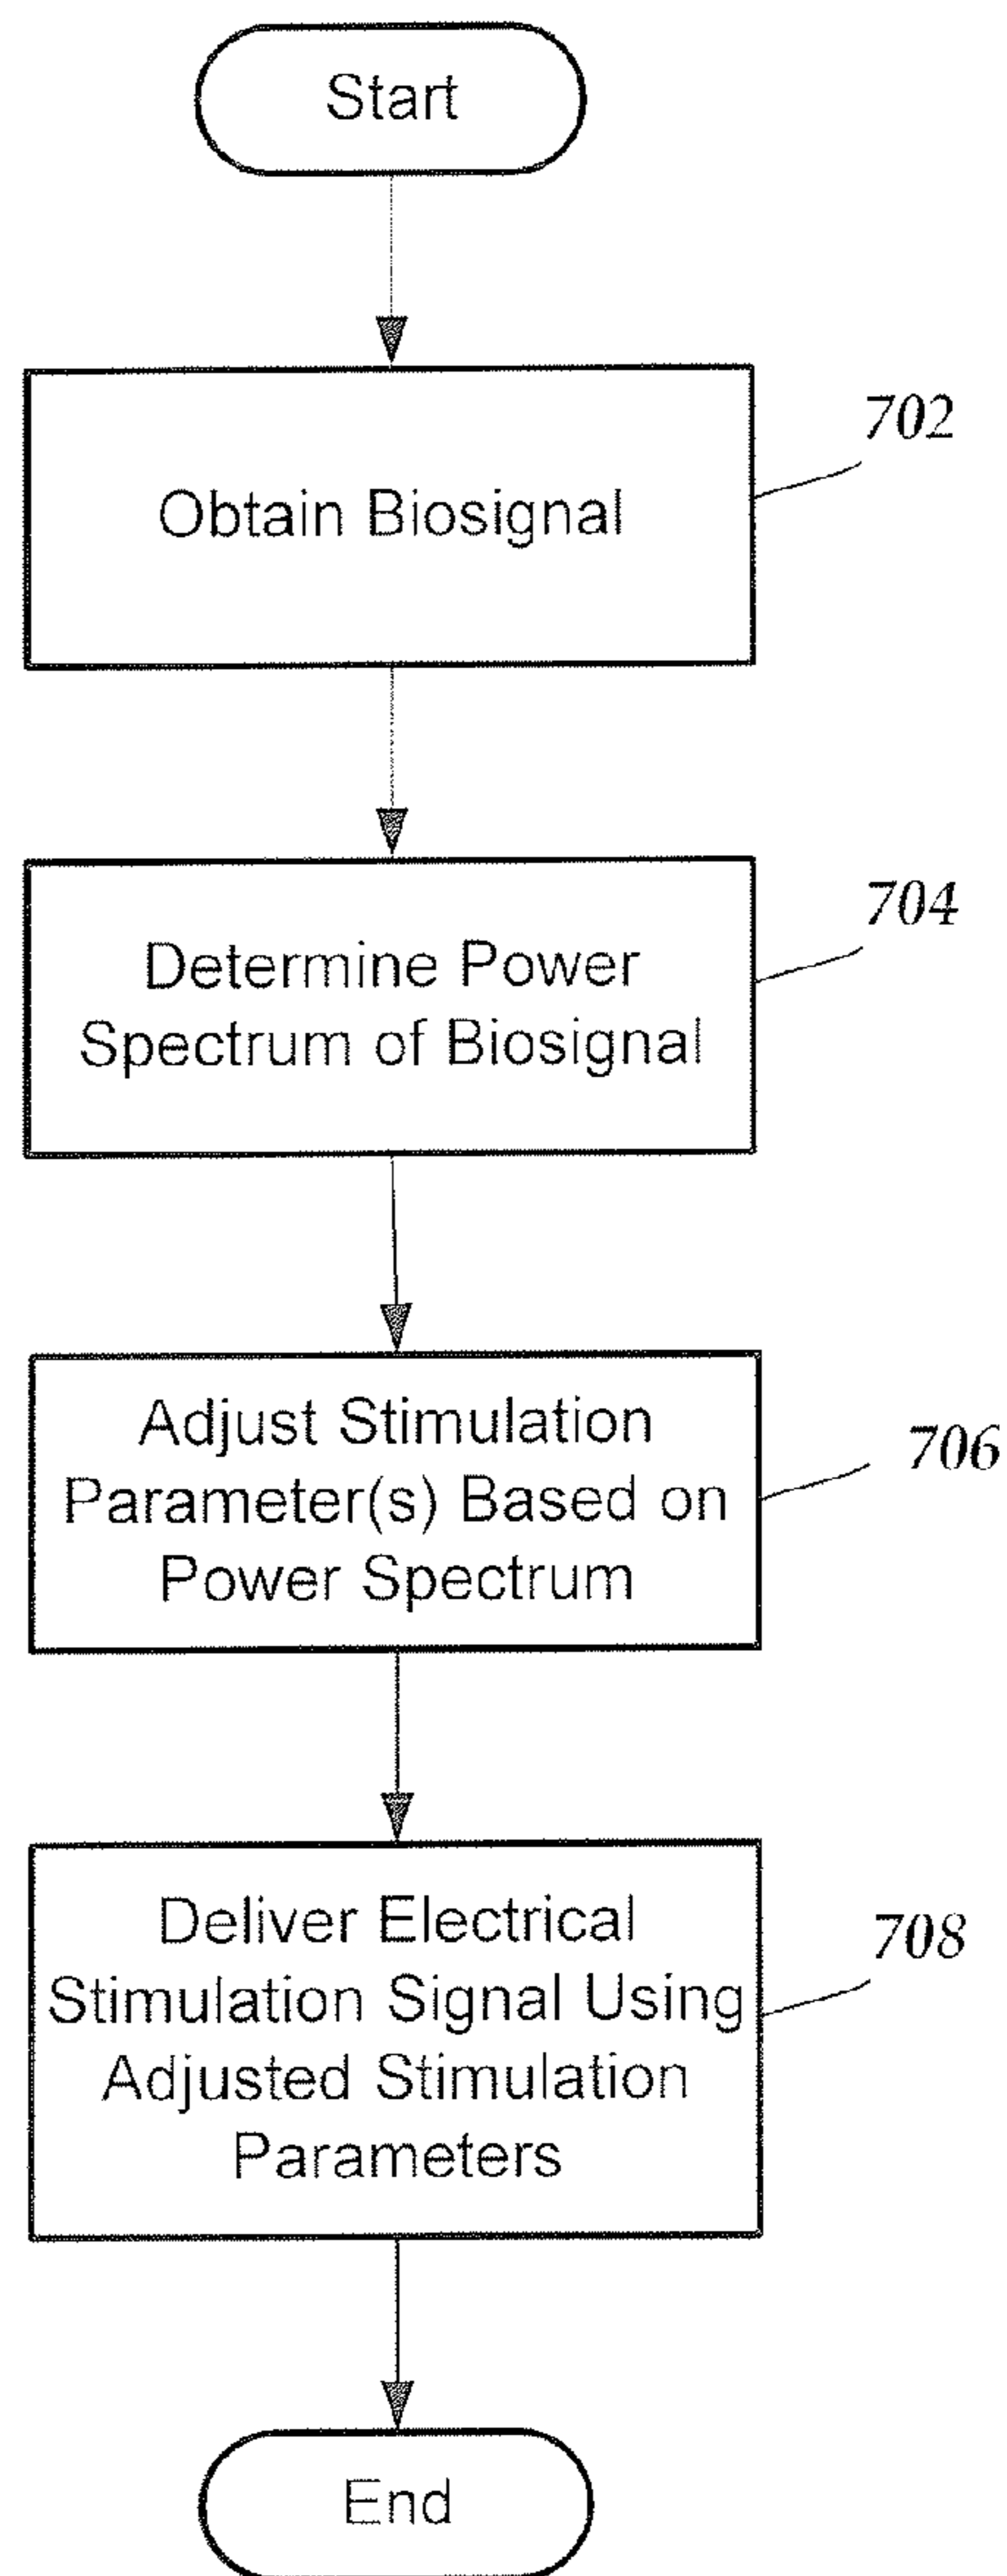 Start
702
Obtain Biosignal
704
Determine Power
Spectrum of Biosignal
706
Adjust Stimulation
Parameter(s) Based on
Power Spectrum
708
Deliver Electrical
Stimulation Signal Using
Adjusted Stimulation
Parameters
End